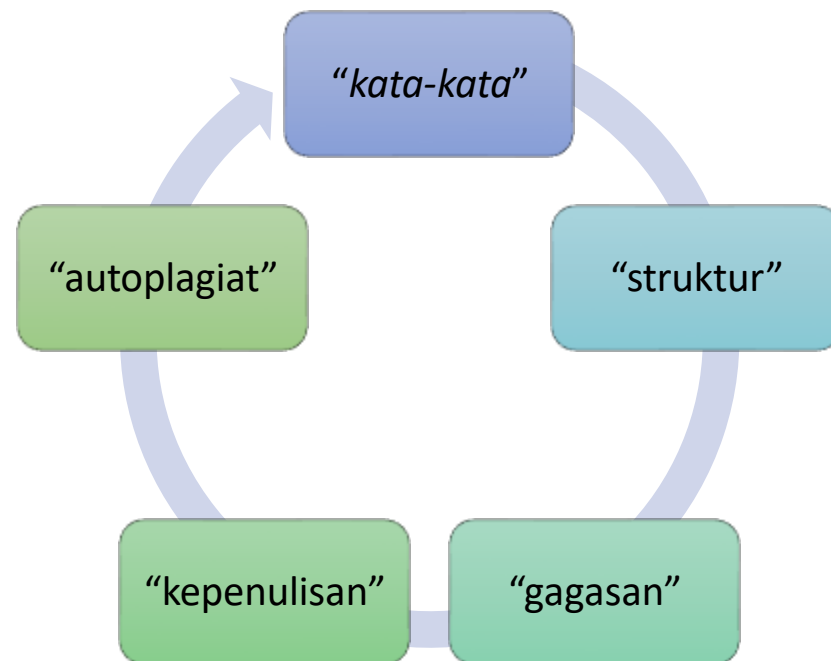 “kata-kata”
“struktur”
“gagasan”
“kepenulisan”
“autoplagiat”